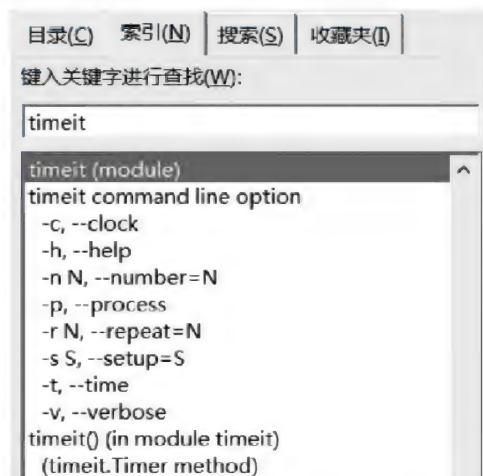 目录(C) 索引(N) 搜索(S) 收藏夹(I)
键入关键字进行查找(W):
timeit
timeit (module)
timeit command line option
-c, --clock
-h, --help
-n N, --number=N
-p, --process
-r N, --repeat=N
-s S, --setup=S
-t, --time
-v, --verbose
timeit() (in module timeit)
(timeit.Timer method)